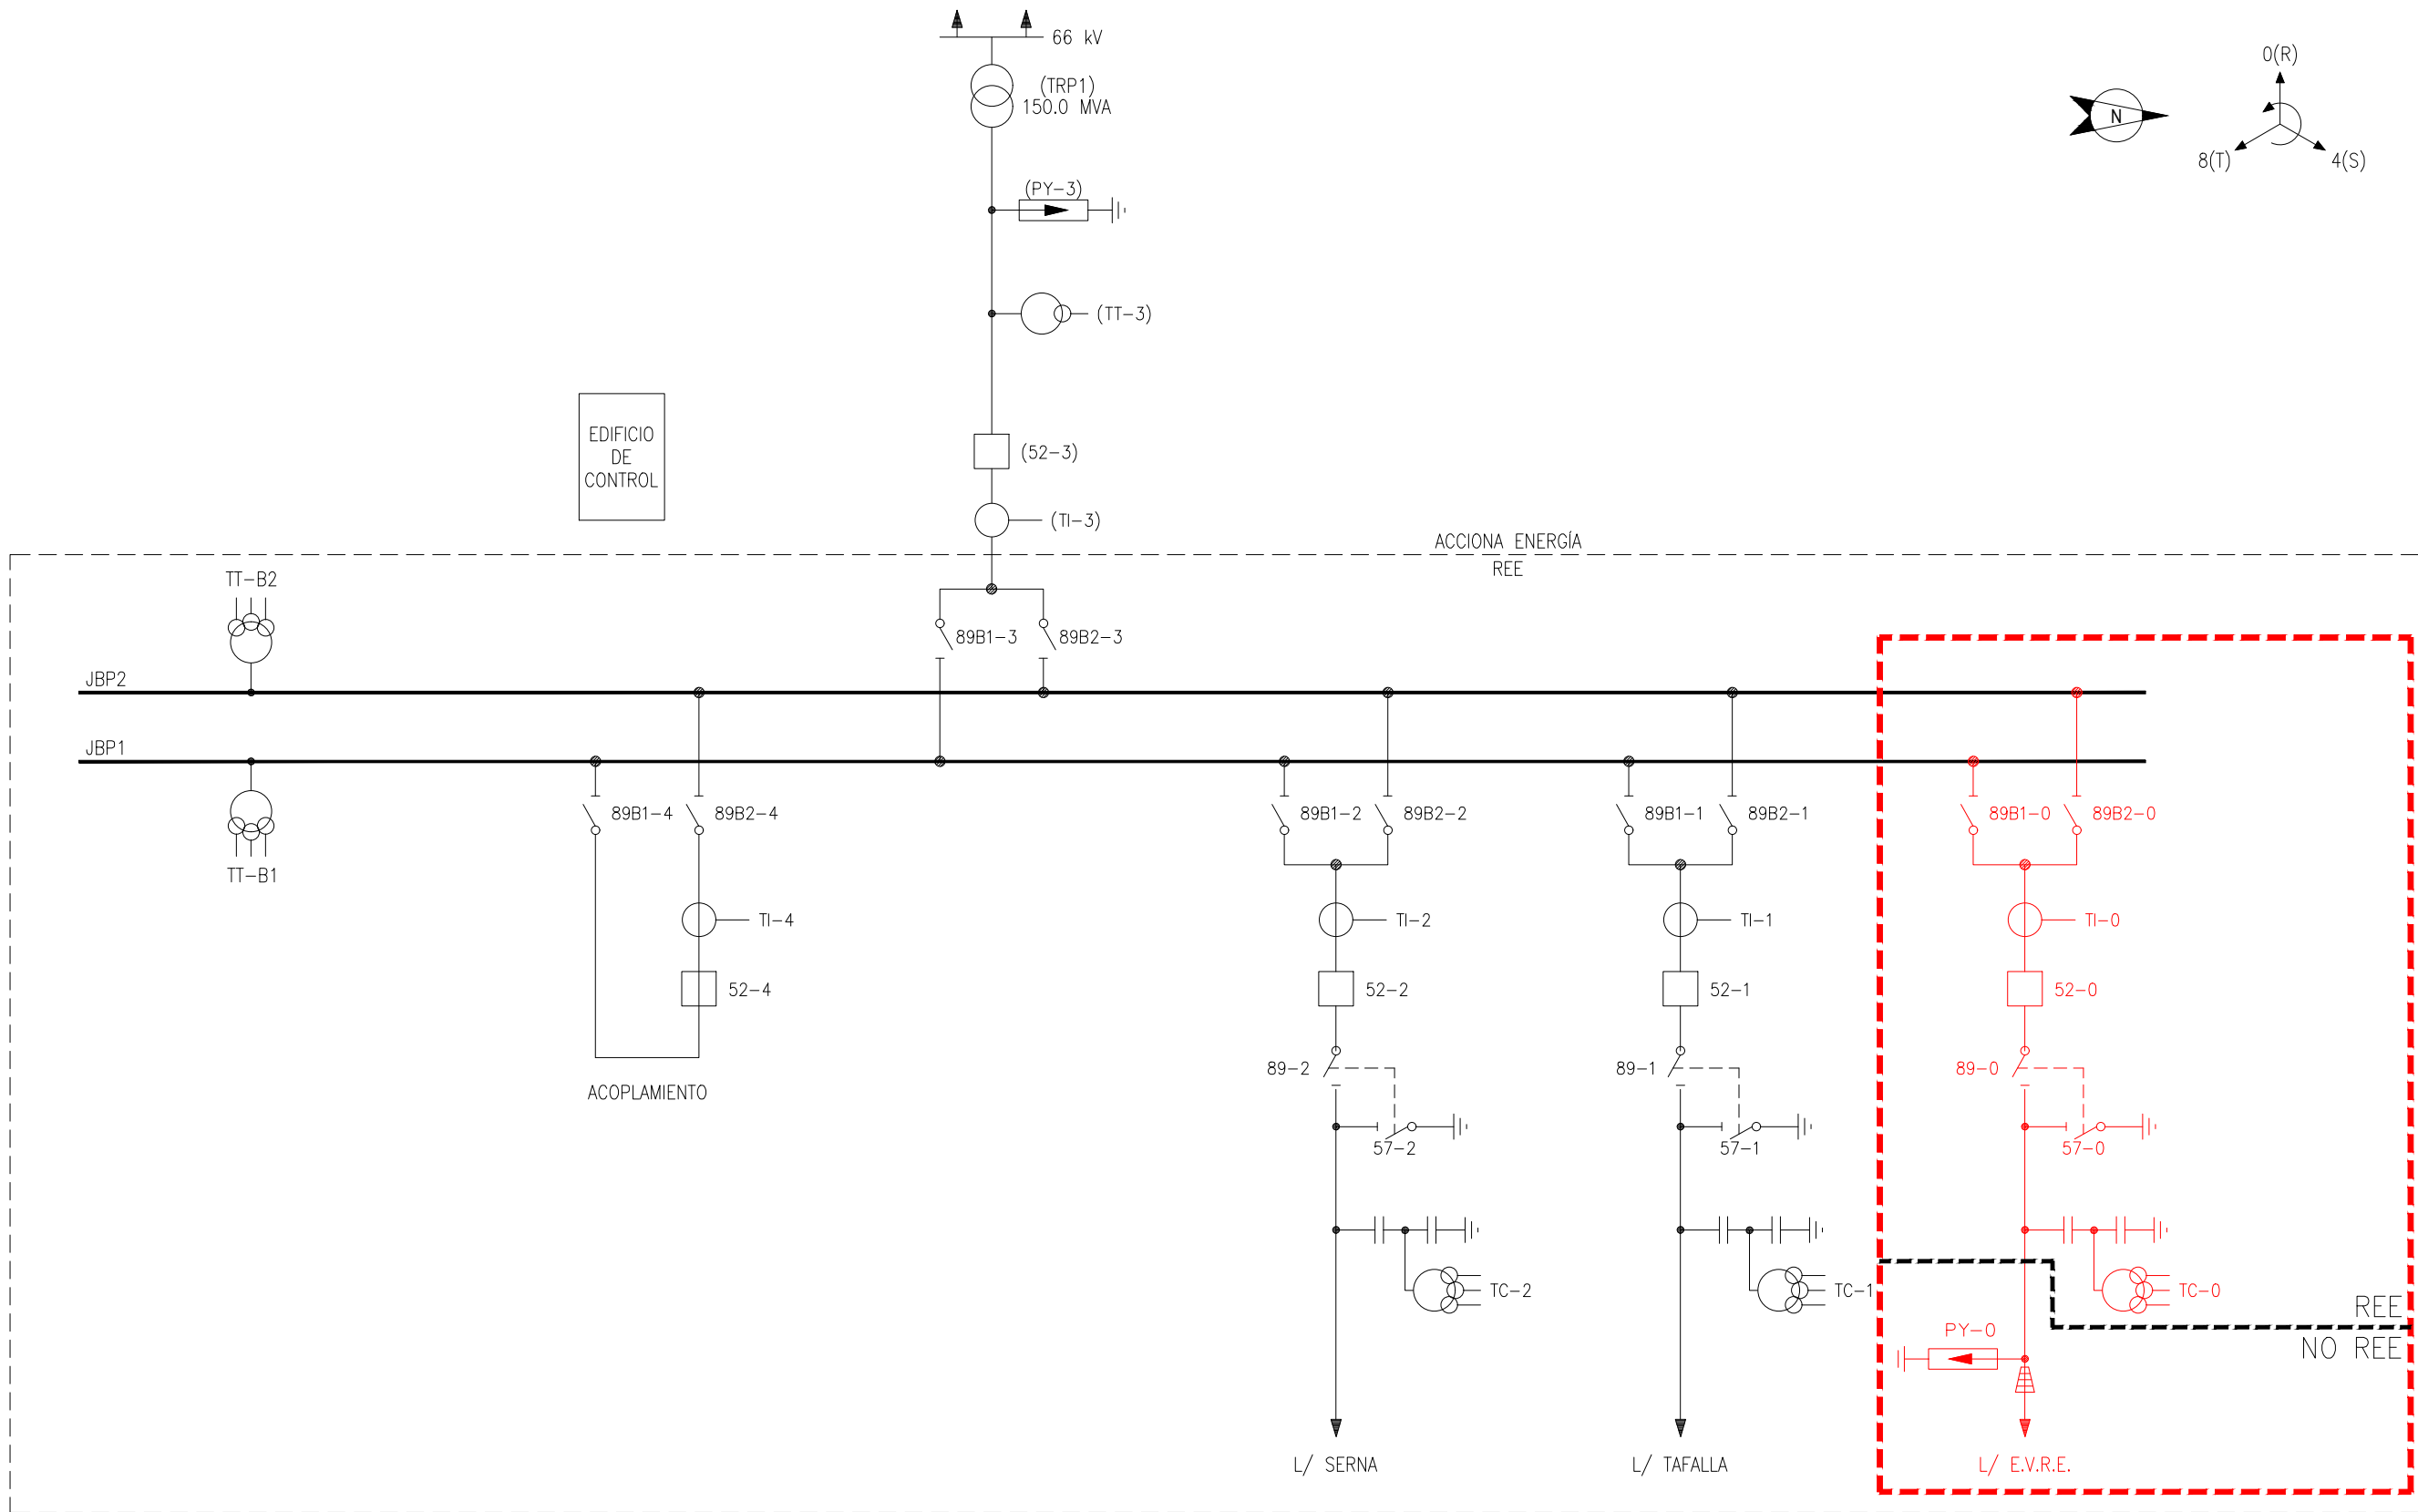 66 kV
(TRP1)
150.0 MVA
0(R)
N
8(T)
4(S)
(PY-3)
(TT-3)
EDIFICIO
DE
CONTROL
(52-3)
(TI-3)
ACCIONA ENERGÍA
REE
TT-B2
89B1-3
89B2-3
JBP2
JBP1
89B1-4
89B2-4
89B1-2
89B2-2
89B1-1
89B2-1
89B1-0
89B2-0
TT-B1
TI-4
TI-2
TI-1
TI-0
52-4
52-2
52-1
52-0
89-2
89-1
89-0
ACOPLAMIENTO
57-2
57-1
57-0
TC-2
TC-1
TC-0
REE
PY-0
NO REE
L/ SERNA
L/ TAFALLA
L/ E.V.R.E.